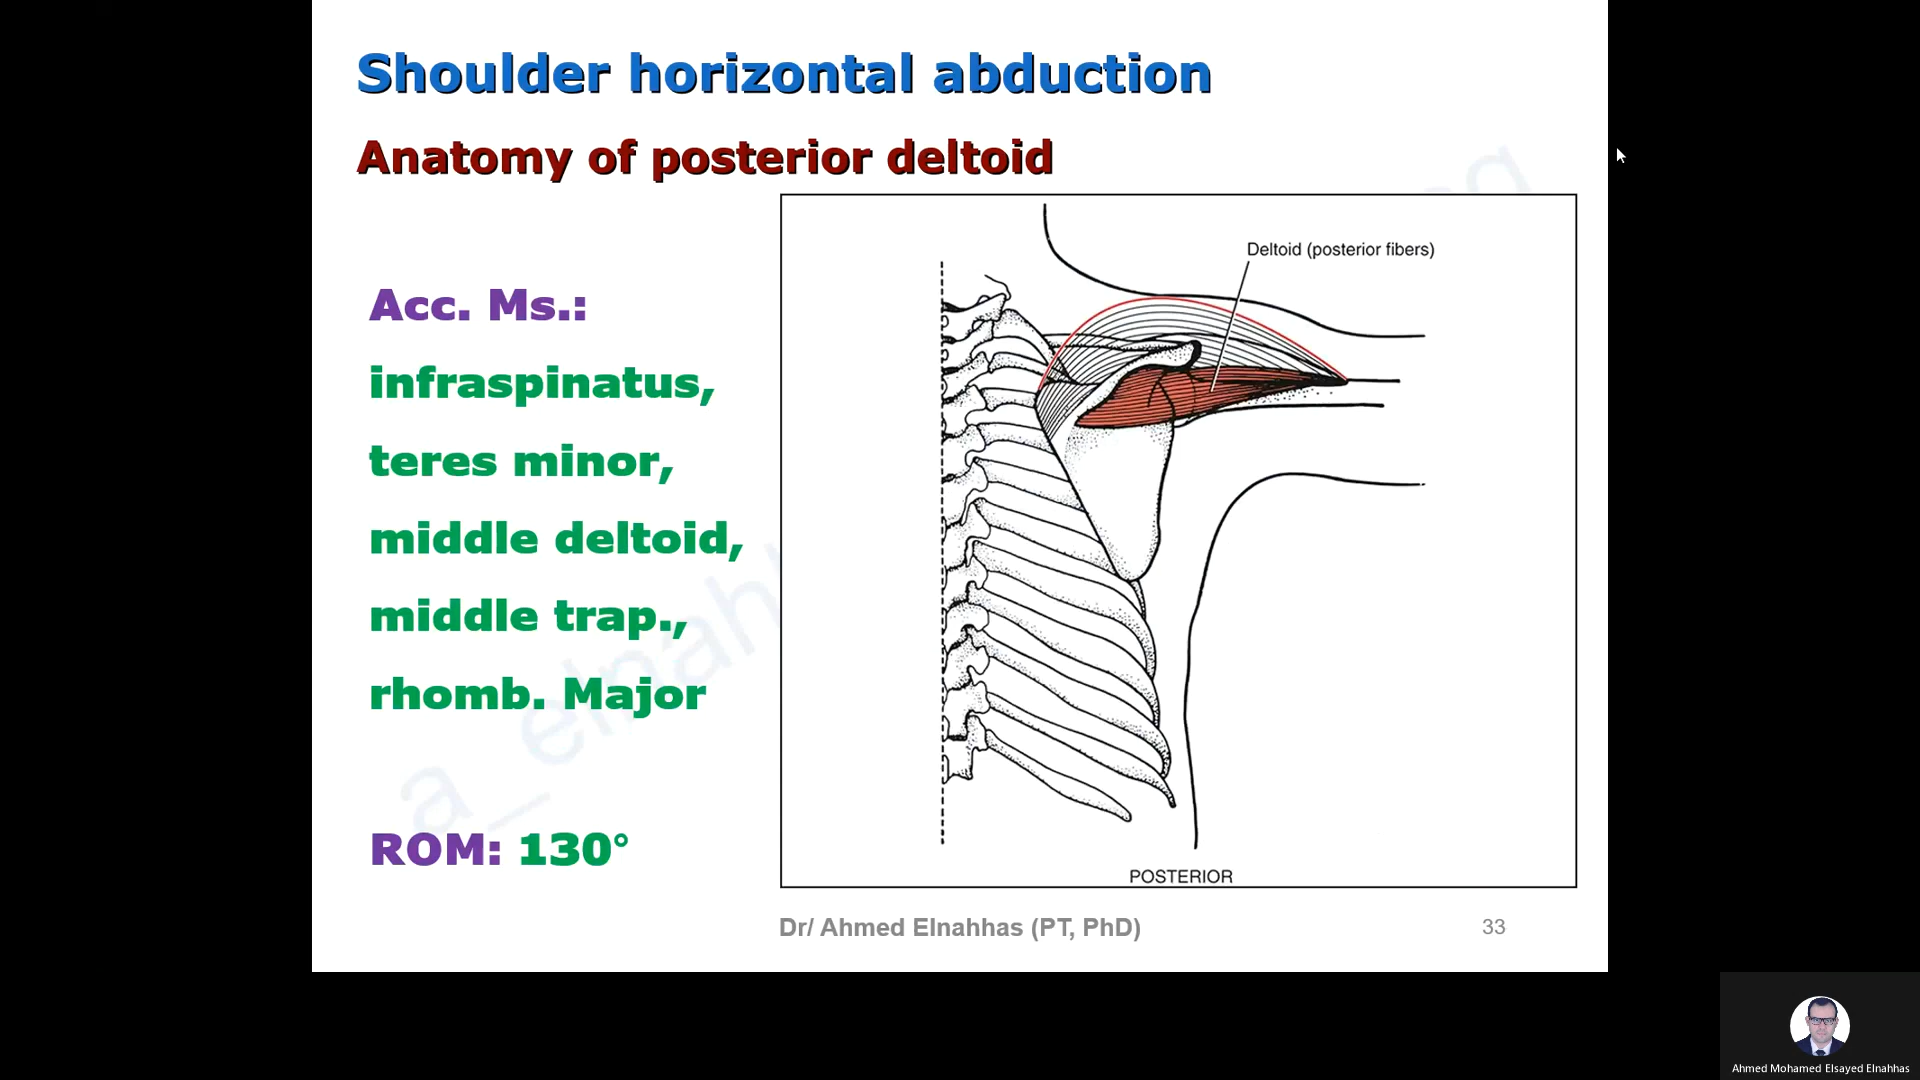 Shoulder horizontal abduction
Anatomy of posterior deltoid
Acc. Ms.:
infraspinatus,
teres minor,
middle deltoid,
middle trap.,
rhomb. Major
ROM: 130°
Deltoid (posterior fibers)
POSTERIOR
Dr/ Ahmed Elnahhas (PT, PhD)
33
Ahmed Mohamed Elsayed Elnahhas